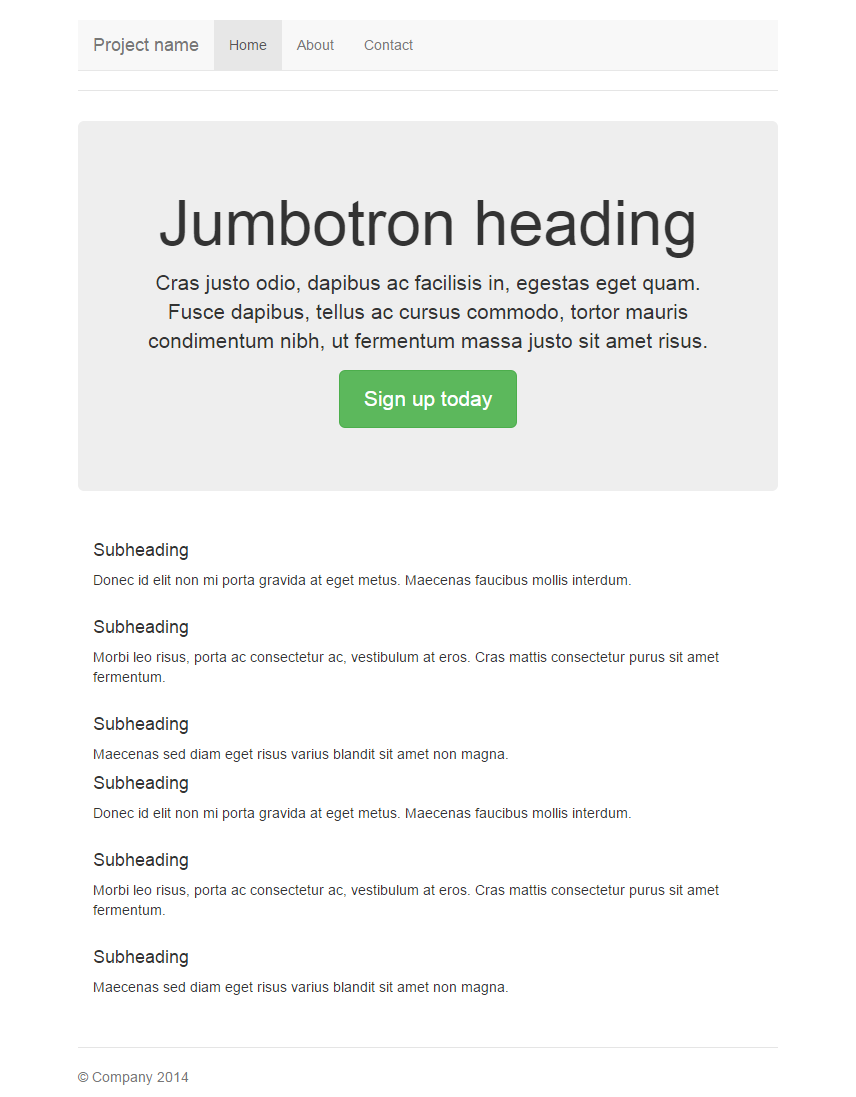 Project name Home About Contact
Jumbotron heading
Cras justo odio, dapibus ac facilisis in, egestas eget quam.
Fusce dapibus, tellus ac cursus commodo, tortor mauris
condimentum nibh, ut fermentum massa justo sit amet risus.
Sign up today
Subheading
Donec id elit non mi porta gravida at eget metus. Maecenas faucibus mollis interdum.
Subheading
Morbi leo risus, porta ac consectetur ac, vestibulum at eros. Cras mattis consectetur purus sit amet
fermentum.
Subheading
Maecenas sed diam eget risus varius blandit sit amet non magna.
Subheading
Donec id elit non mi porta gravida at eget metus. Maecenas faucibus mollis interdum.
Subheading
Morbi leo risus, porta ac consectetur ac, vestibulum at eros. Cras mattis consectetur purus sit amet
fermentum.
Subheading
Maecenas sed diam eget risus varius blandit sit amet non magna.
© Company 2014